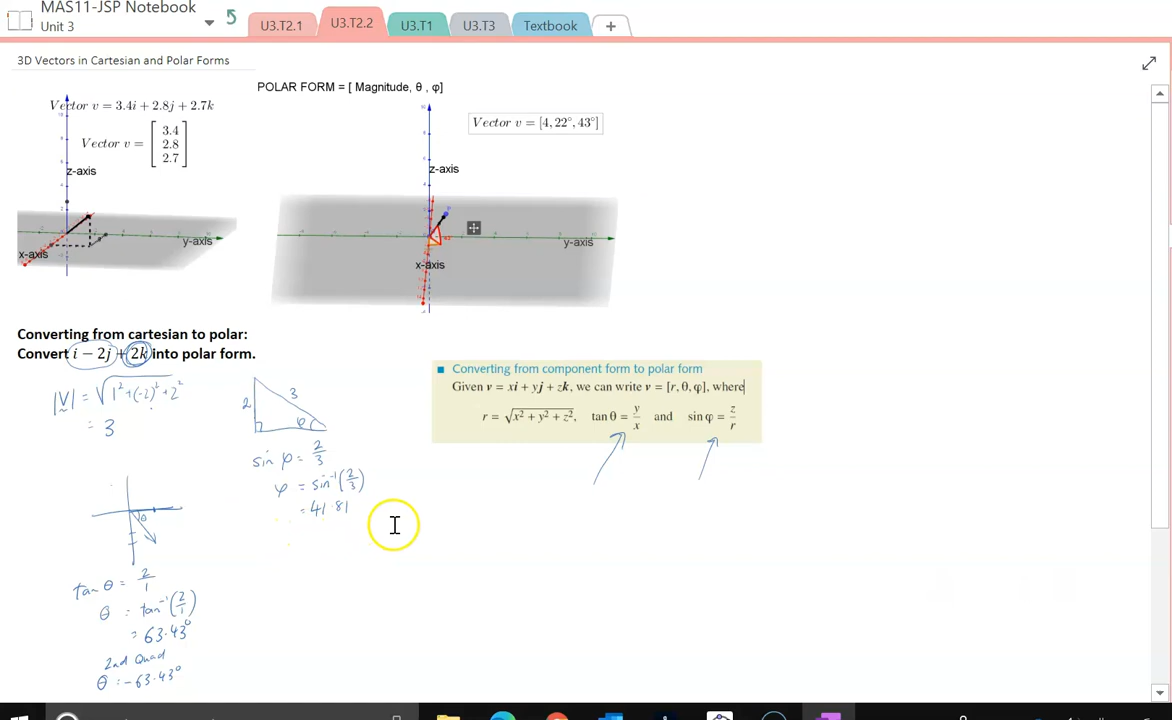 MAS11-JSP Notebook
Unit 3
U3.T2.1
U3.T2.2
U3.T1
U3.T3
Textbook
+
3D Vectors in Cartesian and Polar Forms
Vector v = 3.4i + 2.8j + 2.7k
Vector v = [3.4 2.8 2.7]
z-axis
y-axis
x-axis
POLAR FORM = [ Magnitude, θ , φ]
Vector v = [4, 22°, 43°]
z-axis
y-axis
x-axis
Converting from cartesian to polar:
Convert i − 2j + 2k into polar form.
|V| = √1² + (-2)² + 2²
= 3
2
3
φ
sin φ = 2/3
φ = sin⁻¹(2/3)
= 41.81
θ
tan θ = 2/1
θ = tan⁻¹(2/1)
= 63.43°
2nd Quad
θ = -63.43°
Converting from component form to polar form
Given v = xi + yj + zk, we can write v = [r, θ, φ], where
r = √x² + y² + z², tan θ = y/x and sin φ = z/r